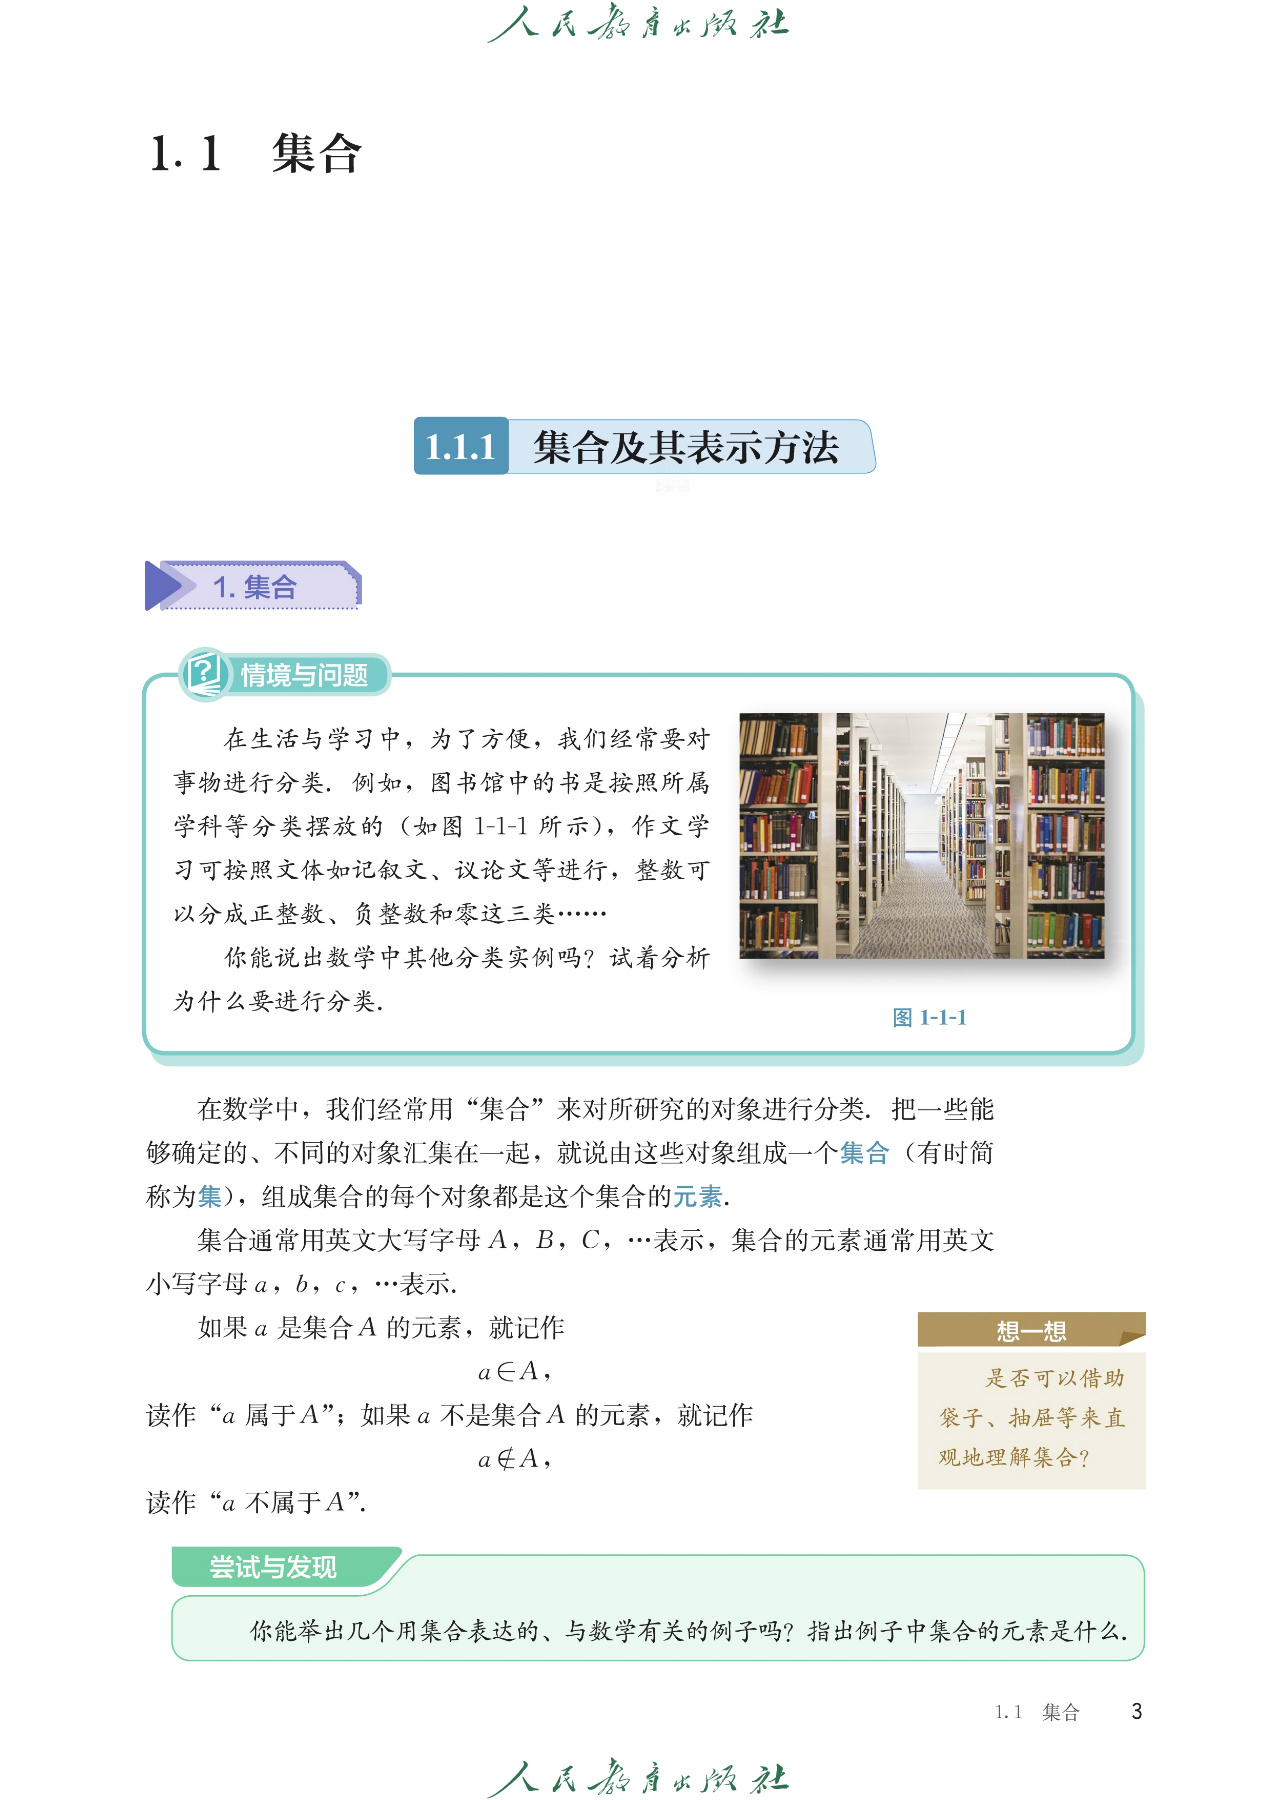 人民教育出版社
1.1 集合
1.1.1 集合及其表示方法
1. 集合
情境与问题
在生活与学习中，为了方便，我们经常要对
事物进行分类．例如，图书馆中的书是按照所属
学科等分类摆放的（如图 1-1-1 所示），作文学
习可按照文体如记叙文、议论文等进行，整数可
以分成正整数、负整数和零这三类……
你能说出数学中其他分类实例吗？试着分析
为什么要进行分类．
图 1-1-1
在数学中，我们经常用“集合”来对所研究的对象进行分类．把一些能
够确定的、不同的对象汇集在一起，就说由这些对象组成一个集合（有时简
称为集），组成集合的每个对象都是这个集合的元素．
集合通常用英文大写字母 A，B，C，…表示，集合的元素通常用英文
小写字母 a，b，c，…表示．
如果 a 是集合 A 的元素，就记作
a∈A，
读作“a 属于 A”；如果 a 不是集合 A 的元素，就记作
a∉A，
读作“a 不属于 A”．
想一想
是否可以借助
袋子、抽屉等来直
观地理解集合？
尝试与发现
你能举出几个用集合表达的、与数学有关的例子吗？指出例子中集合的元素是什么．
1.1 集合 3
人民教育出版社